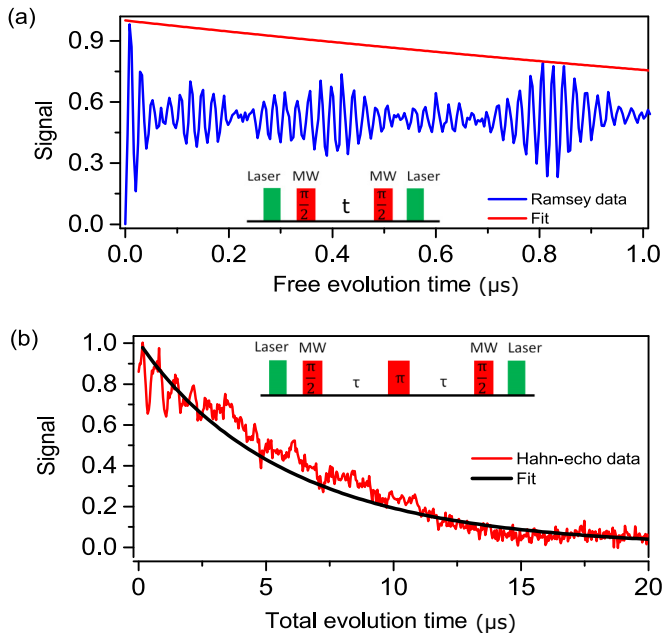 (a)
0.9
0.6
0.3
0.0
Signal
Laser MW MW Laser
π/2 t π/2
Ramsey data
Fit
0.0 0.2 0.4 0.6 0.8 1.0
Free evolution time (μs)
(b)
1.0
0.8
0.6
0.4
0.2
0.0
Signal
Laser MW MW Laser
π/2 τ π τ π/2
Hahn-echo data
Fit
0 5 10 15 20
Total evolution time (μs)